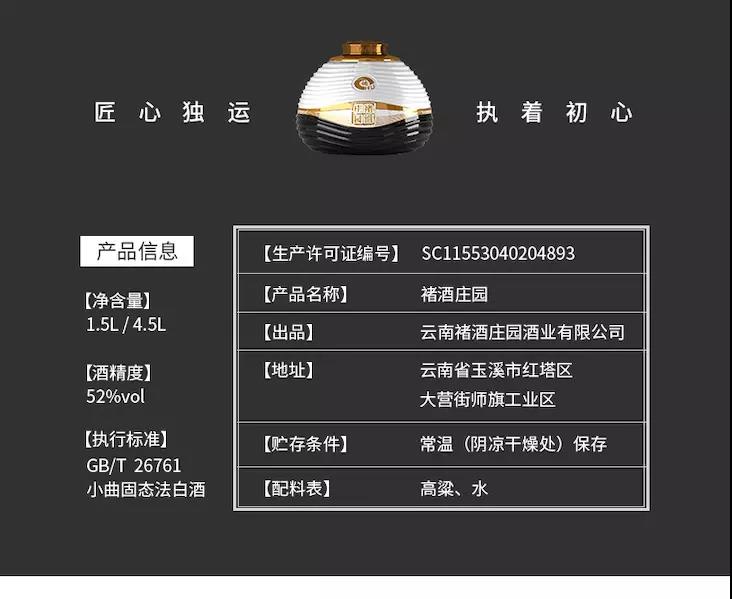 匠心独运
执着初心
产品信息
【净含量】
1.5L / 4.5L
【酒精度】
52%vol
【执行标准】
GB/T 26761
小曲固态法白酒
【生产许可证编号】 SC11553040204893
【产品名称】 褚酒庄园
【出品】 云南褚酒庄园酒业有限公司
【地址】 云南省玉溪市红塔区
大营街师旗工业区
【贮存条件】 常温（阴凉干燥处）保存
【配料表】 高粱、水